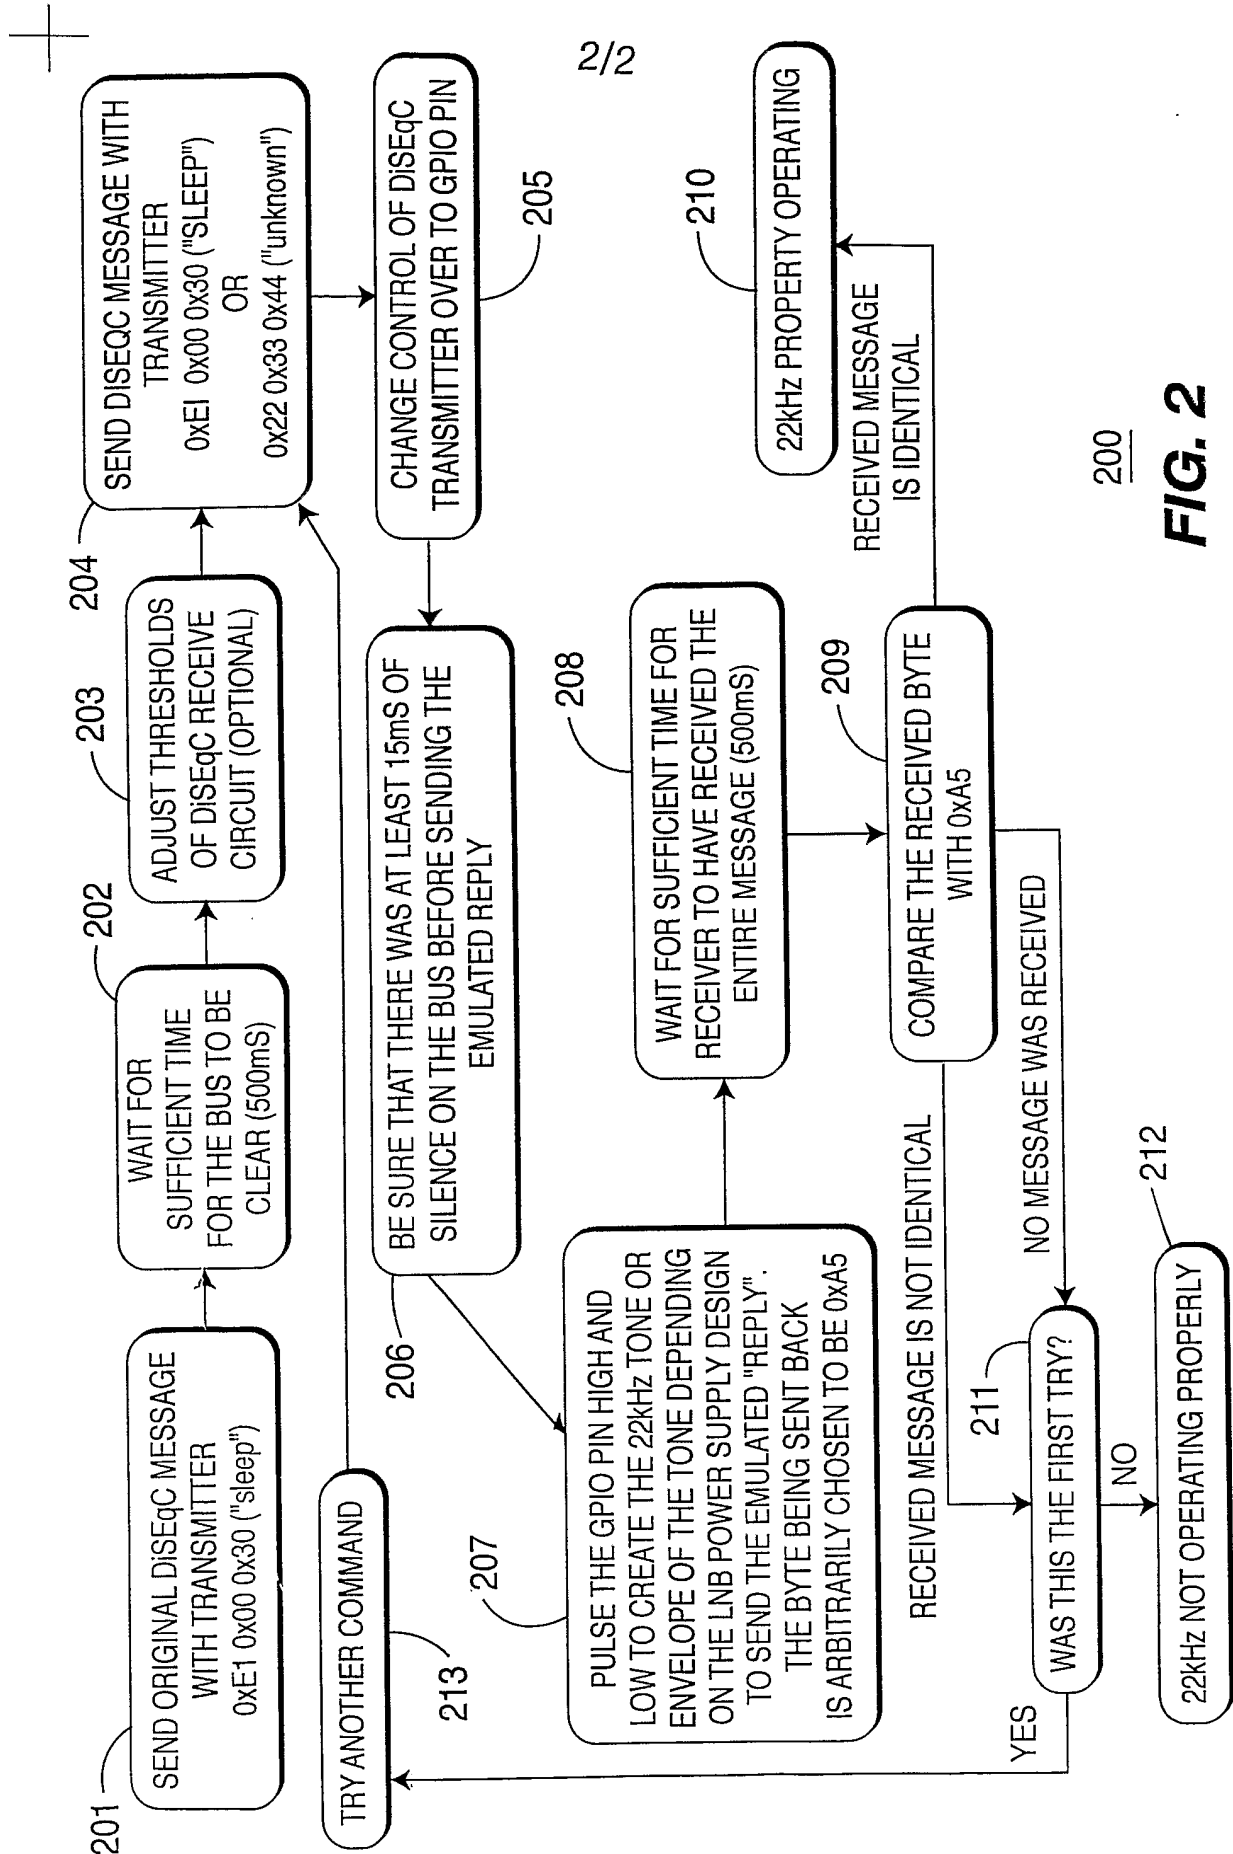 2/2
201
SEND ORIGINAL DiSEqC MESSAGE
WITH TRANSMITTER
0xE1 0x00 0x30 ("sleep")
202
WAIT FOR
SUFFICIENT TIME
FOR THE BUS TO BE
CLEAR (500mS)
203
ADJUST THRESHOLDS
OF DiSEqC RECEIVE
CIRCUIT (OPTIONAL)
204
SEND DISEQC MESSAGE WITH
TRANSMITTER
0xEI 0x00 0x30 ("SLEEP")
OR
0x22 0x33 0x44 ("unknown")
TRY ANOTHER COMMAND
213
206
BE SURE THAT THERE WAS AT LEAST 15mS OF
SILENCE ON THE BUS BEFORE SENDING THE
EMULATED REPLY
CHANGE CONTROL OF DiSEqC
TRANSMITTER OVER TO GPIO PIN
205
207
PULSE THE GPIO PIN HIGH AND
LOW TO CREATE THE 22kHz TONE OR
ENVELOPE OF THE TONE DEPENDING
ON THE LNB POWER SUPPLY DESIGN
TO SEND THE EMULATED "REPLY".
THE BYTE BEING SENT BACK
IS ARBITRARILY CHOSEN TO BE 0xA5
208
WAIT FOR SUFFICIENT TIME FOR
RECEIVER TO HAVE RECEIVED THE
ENTIRE MESSAGE (500mS)
209
COMPARE THE RECEIVED BYTE
WITH 0xA5
210
22kHz PROPERTY OPERATING
RECEIVED MESSAGE
IS IDENTICAL
RECEIVED MESSAGE IS NOT IDENTICAL
NO MESSAGE WAS RECEIVED
211
WAS THIS THE FIRST TRY?
YES
NO
212
22kHz NOT OPERATING PROPERLY
200
FIG. 2